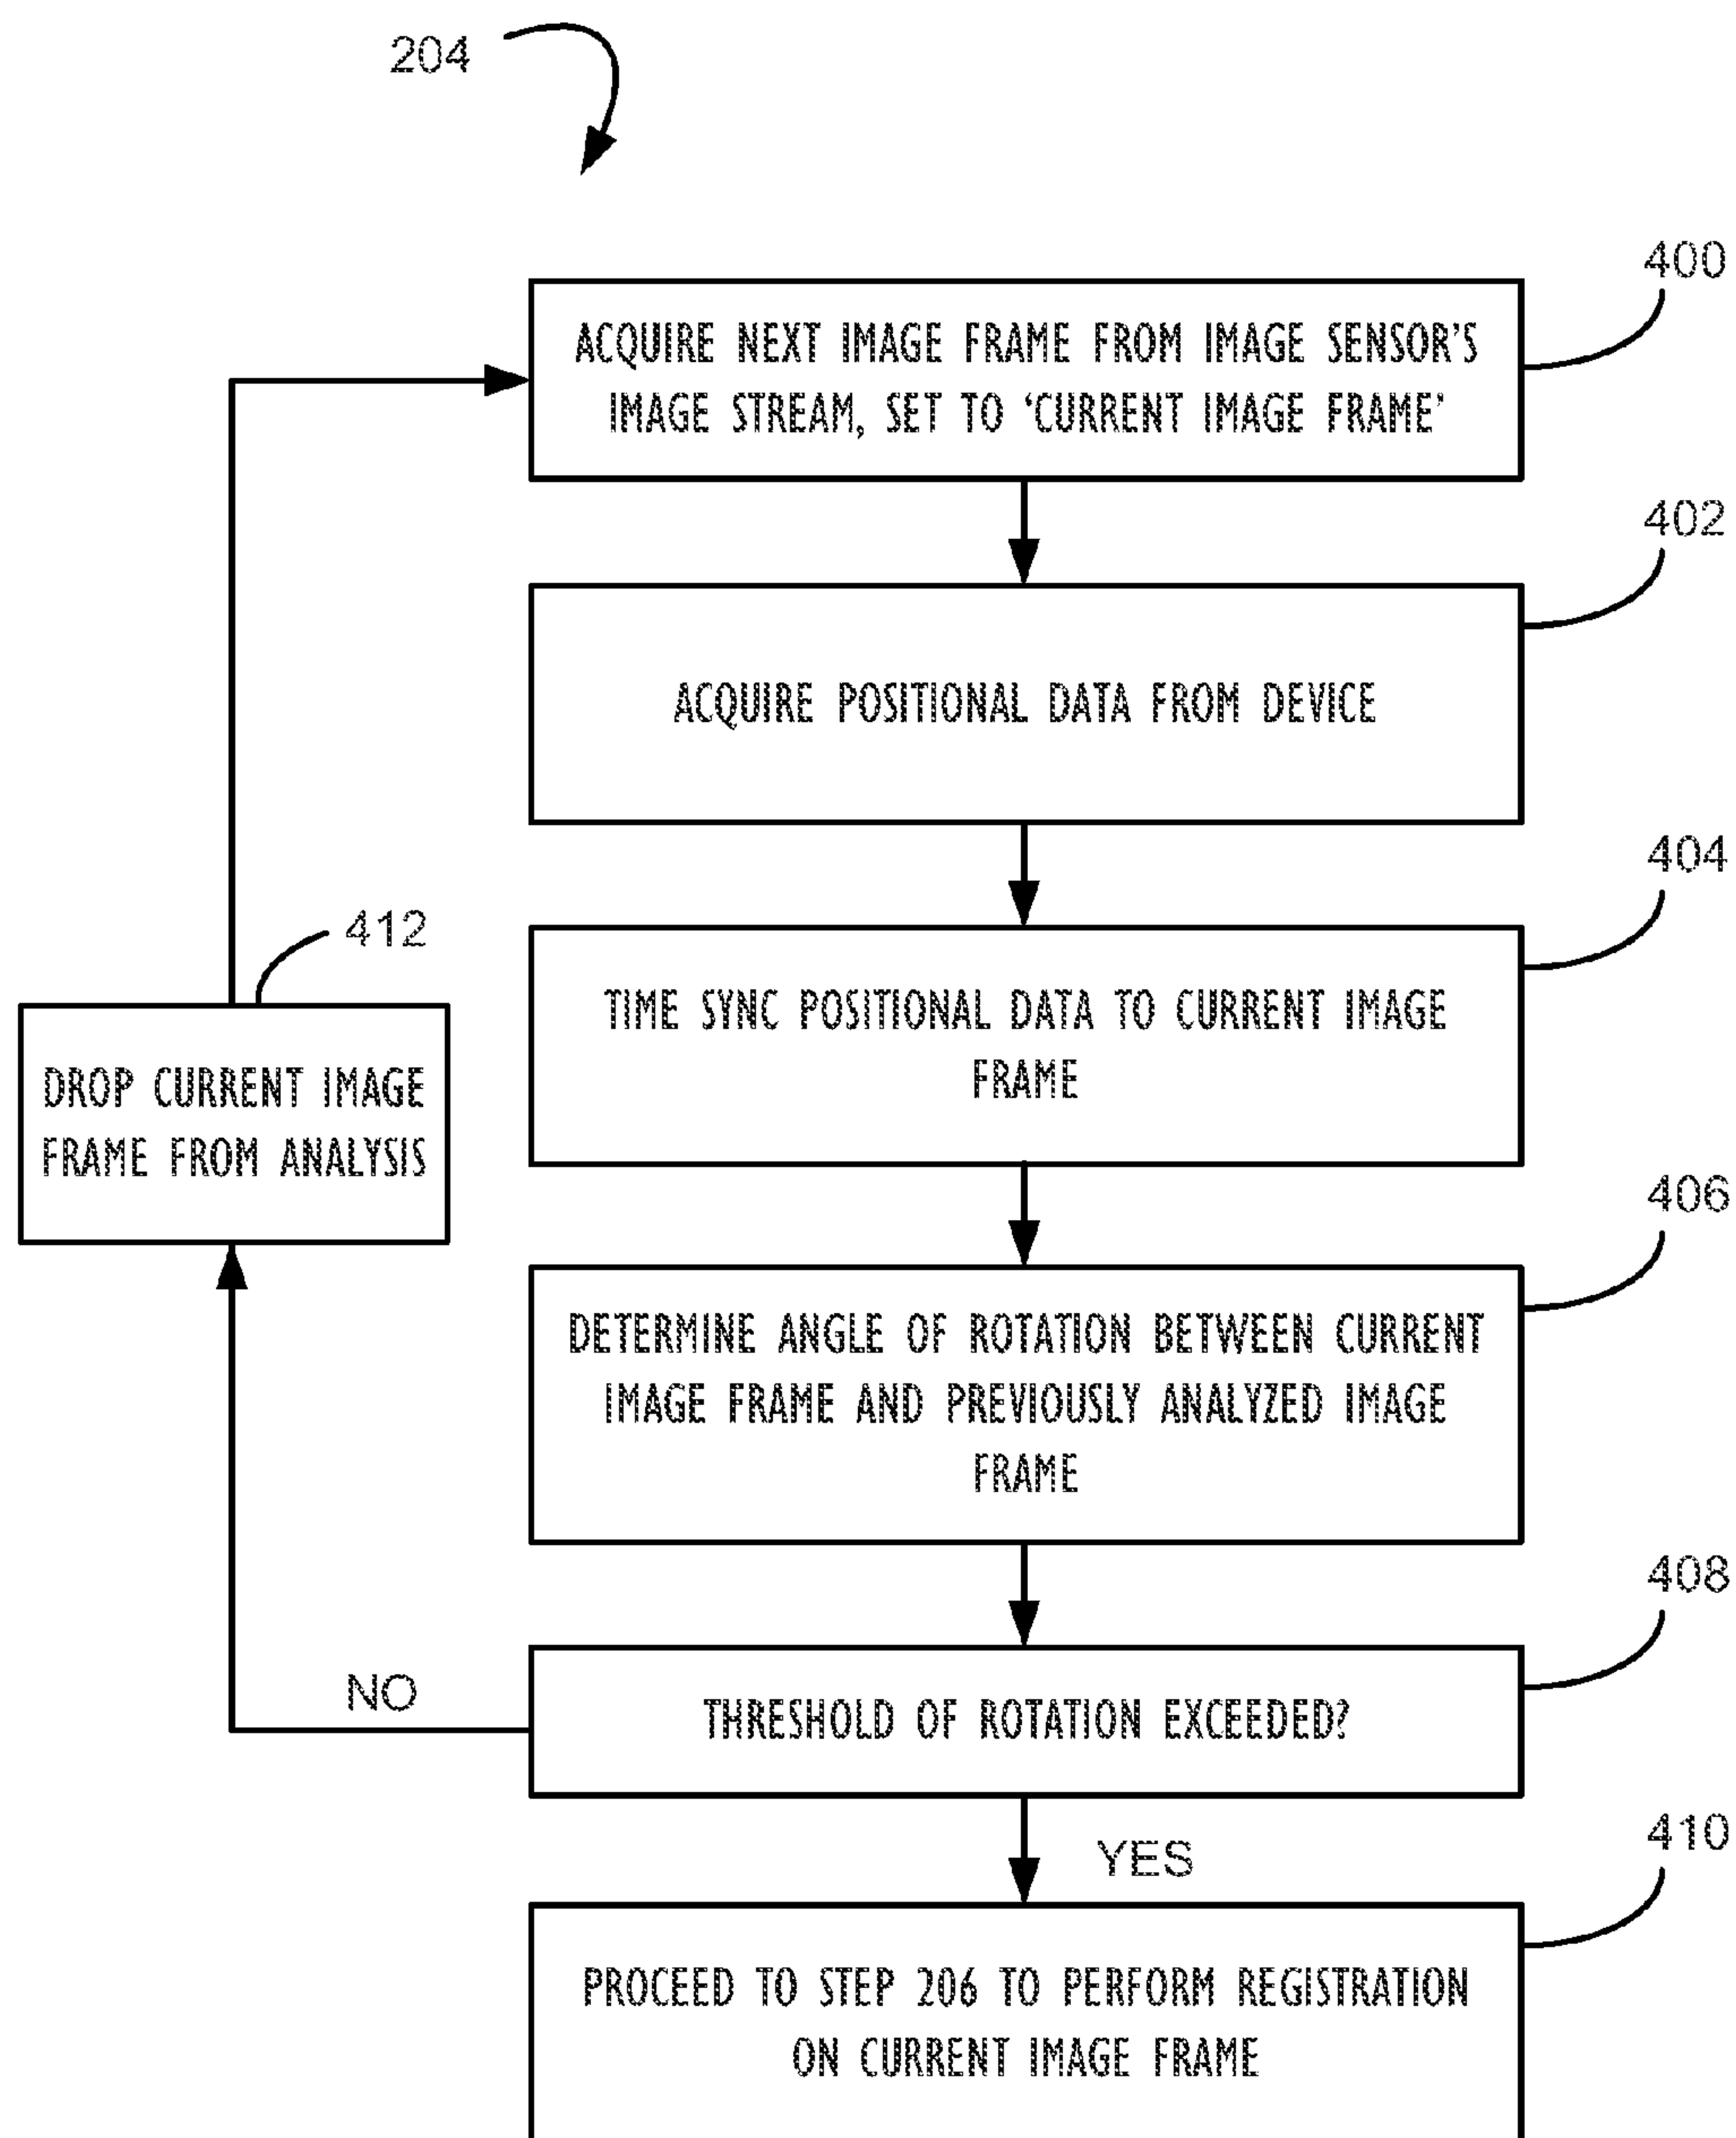 204
400
ACQUIRE NEXT IMAGE FRAME FROM IMAGE SENSOR'S
IMAGE STREAM, SET TO 'CURRENT IMAGE FRAME'
402
ACQUIRE POSITIONAL DATA FROM DEVICE
404
TIME SYNC POSITIONAL DATA TO CURRENT IMAGE
FRAME
412
DROP CURRENT IMAGE
FRAME FROM ANALYSIS
406
DETERMINE ANGLE OF ROTATION BETWEEN CURRENT
IMAGE FRAME AND PREVIOUSLY ANALYZED IMAGE
FRAME
408
NO
THRESHOLD OF ROTATION EXCEEDED?
YES
410
PROCEED TO STEP 206 TO PERFORM REGISTRATION
ON CURRENT IMAGE FRAME